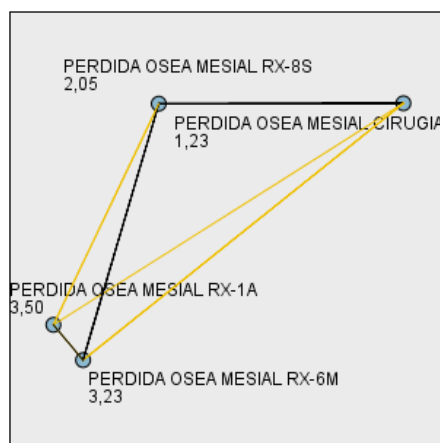 PERDIDA OSEA MESIAL RX-8S
2,05
PERDIDA OSEA MESIAL CIRUGIA
1,23
PERDIDA OSEA MESIAL RX-1A
3,50
PERDIDA OSEA MESIAL RX-6M
3,23